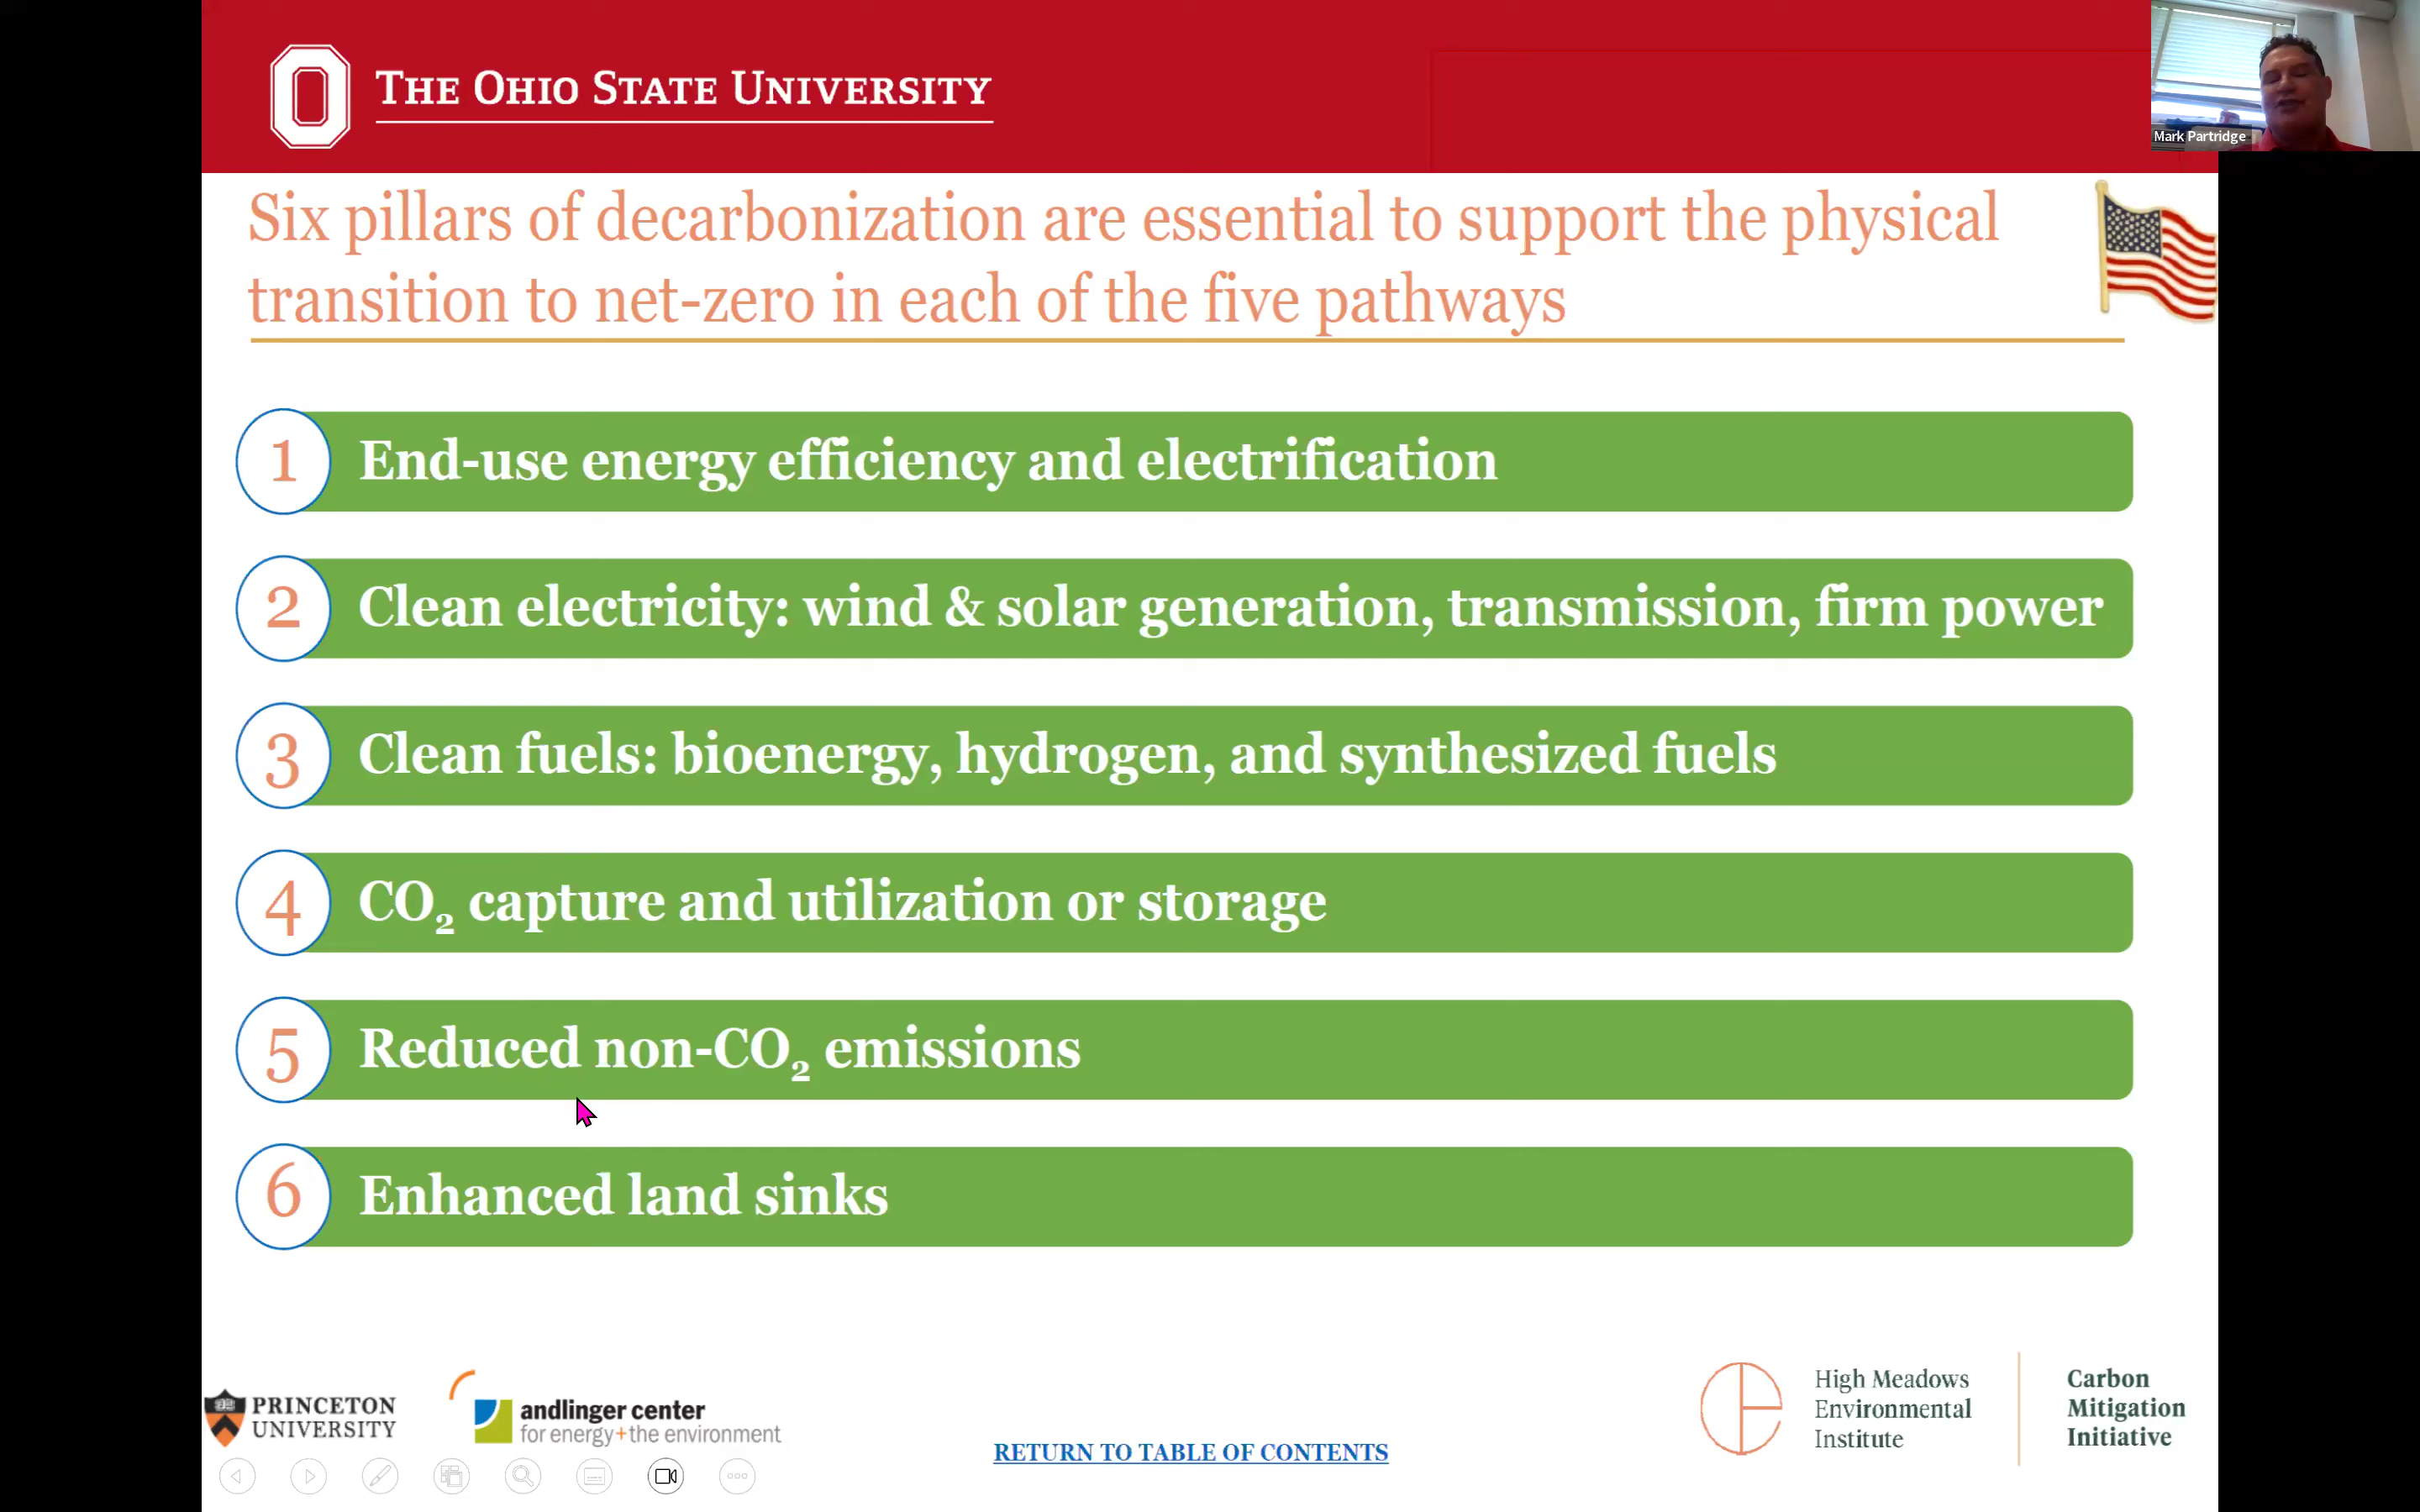 THE OHIO STATE UNIVERSITY
Mark Partridge
Six pillars of decarbonization are essential to support the physical
transition to net-zero in each of the five pathways
1 End-use energy efficiency and electrification
2 Clean electricity: wind & solar generation, transmission, firm power
3 Clean fuels: bioenergy, hydrogen, and synthesized fuels
4 CO₂ capture and utilization or storage
5 Reduced non-CO₂ emissions
6 Enhanced land sinks
PRINCETON
UNIVERSITY
andlinger center
for energy+the environment
RETURN TO TABLE OF CONTENTS
High Meadows
Environmental
Institute
Carbon
Mitigation
Initiative